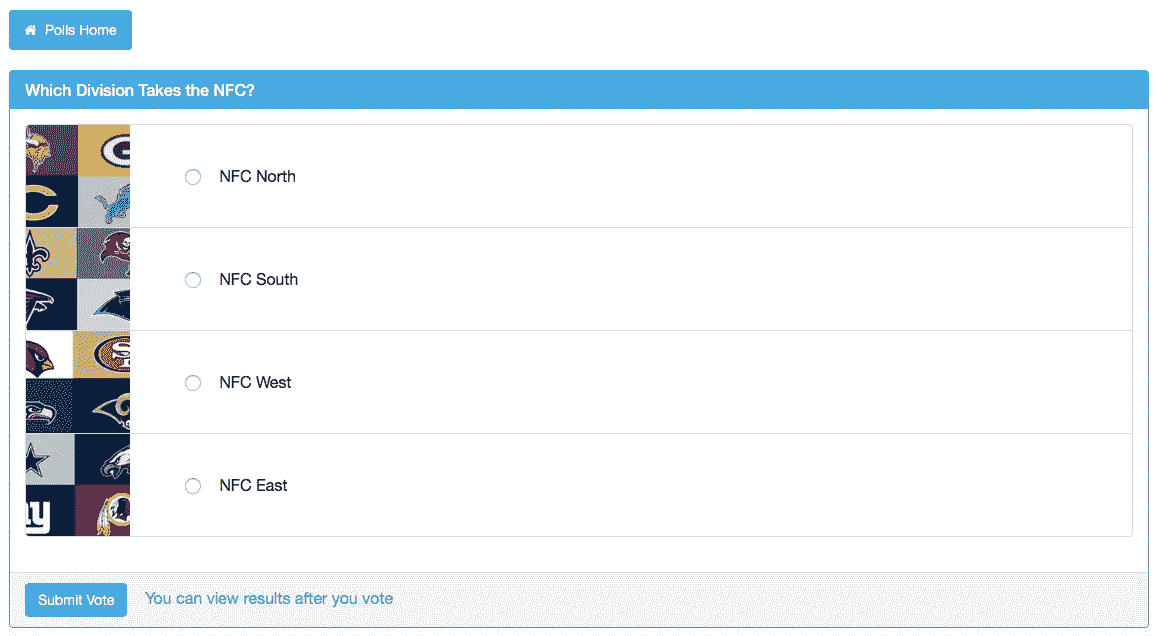 Polls Home
Which Division Takes the NFC?
NFC North
NFC South
NFC West
NFC East
Submit Vote You can view results after you vote